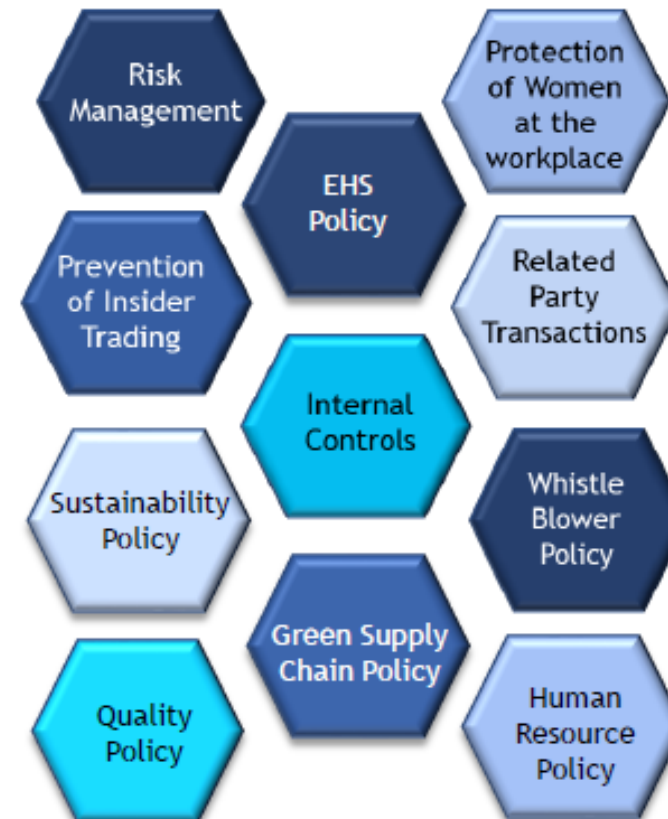 Risk
Management
Protection
of Women
at the
workplace
EHS
Policy
Prevention
of Insider
Trading
Related
Party
Transactions
Internal
Controls
Sustainability
Policy
Whistle
Blower
Policy
Green Supply
Chain Policy
Quality
Policy
Human
Resource
Policy